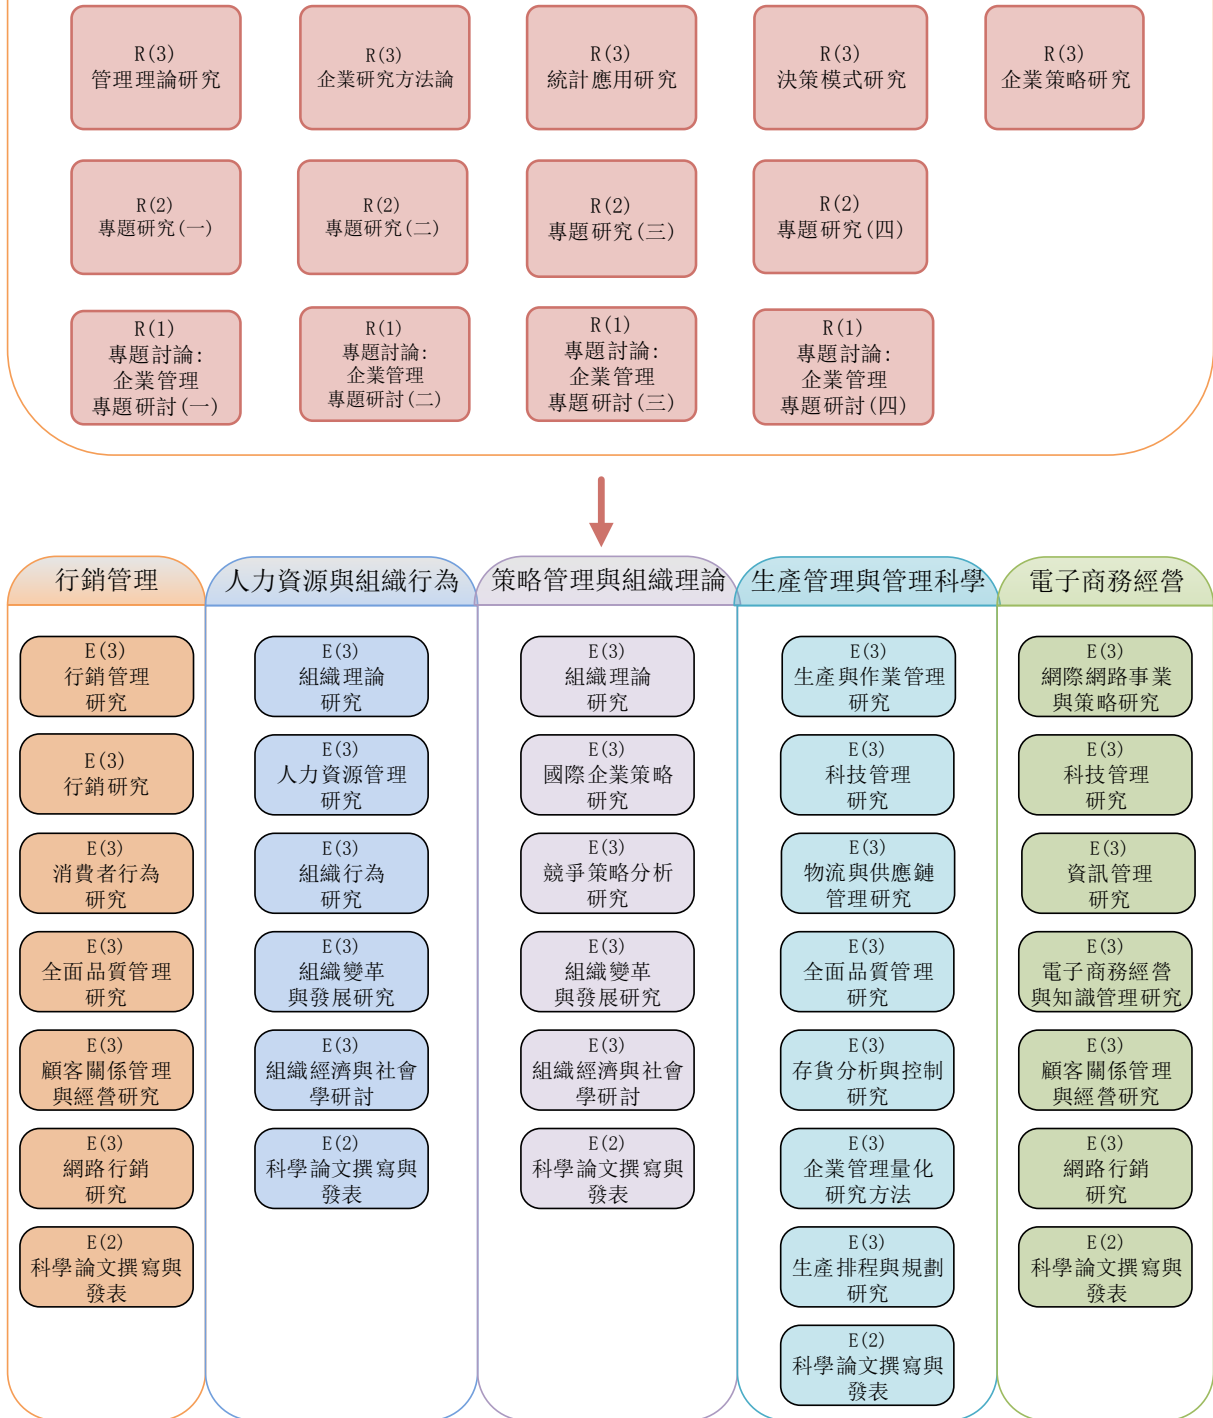 R(3)
管理理論研究
R(3)
企業研究方法論
R(3)
統計應用研究
R(3)
決策模式研究
R(3)
企業策略研究
R(2)
專題研究(一)
R(2)
專題研究(二)
R(2)
專題研究(三)
R(2)
專題研究(四)
R(1)
專題討論:
企業管理
專題研討(一)
R(1)
專題討論:
企業管理
專題研討(二)
R(1)
專題討論:
企業管理
專題研討(三)
R(1)
專題討論:
企業管理
專題研討(四)
行銷管理
E(3)
行銷管理
研究
E(3)
行銷研究
E(3)
消費者行為
研究
E(3)
全面品質管理
研究
E(3)
顧客關係管理
與經營研究
E(3)
網路行銷
研究
E(2)
科學論文撰寫與
發表
人力資源與組織行為
E(3)
組織理論
研究
E(3)
人力資源管理
研究
E(3)
組織行為
研究
E(3)
組織變革
與發展研究
E(3)
組織經濟與社會
學研討
E(2)
科學論文撰寫與
發表
策略管理與組織理論
E(3)
組織理論
研究
E(3)
國際企業策略
研究
E(3)
競爭策略分析
研究
E(3)
組織變革
與發展研究
E(3)
組織經濟與社會
學研討
E(2)
科學論文撰寫與
發表
生產管理與管理科學
E(3)
生產與作業管理
研究
E(3)
科技管理
研究
E(3)
物流與供應鏈
管理研究
E(3)
全面品質管理
研究
E(3)
存貨分析與控制
研究
E(3)
企業管理量化
研究方法
E(3)
生產排程與規劃
研究
E(2)
科學論文撰寫與
發表
電子商務經營
E(3)
網際網路事業
與策略研究
E(3)
科技管理
研究
E(3)
資訊管理
研究
E(3)
電子商務經營
與知識管理研究
E(3)
顧客關係管理
與經營研究
E(3)
網路行銷
研究
E(2)
科學論文撰寫與
發表